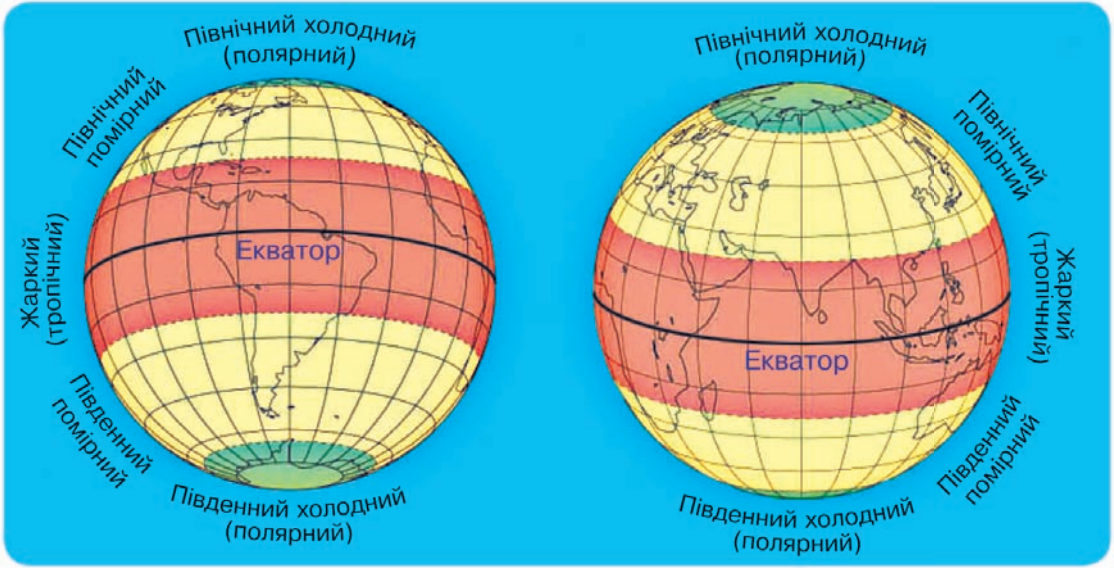 Північний холодний
(полярний)
Північний
помірний
Жаркий
(тропічний)
Екватор
Південний
помірний
Південний холодний
(полярний)
Північний холодний
(полярний)
Північний
помірний
Жаркий
(тропічний)
Екватор
Південний
помірний
Південний холодний
(полярний)